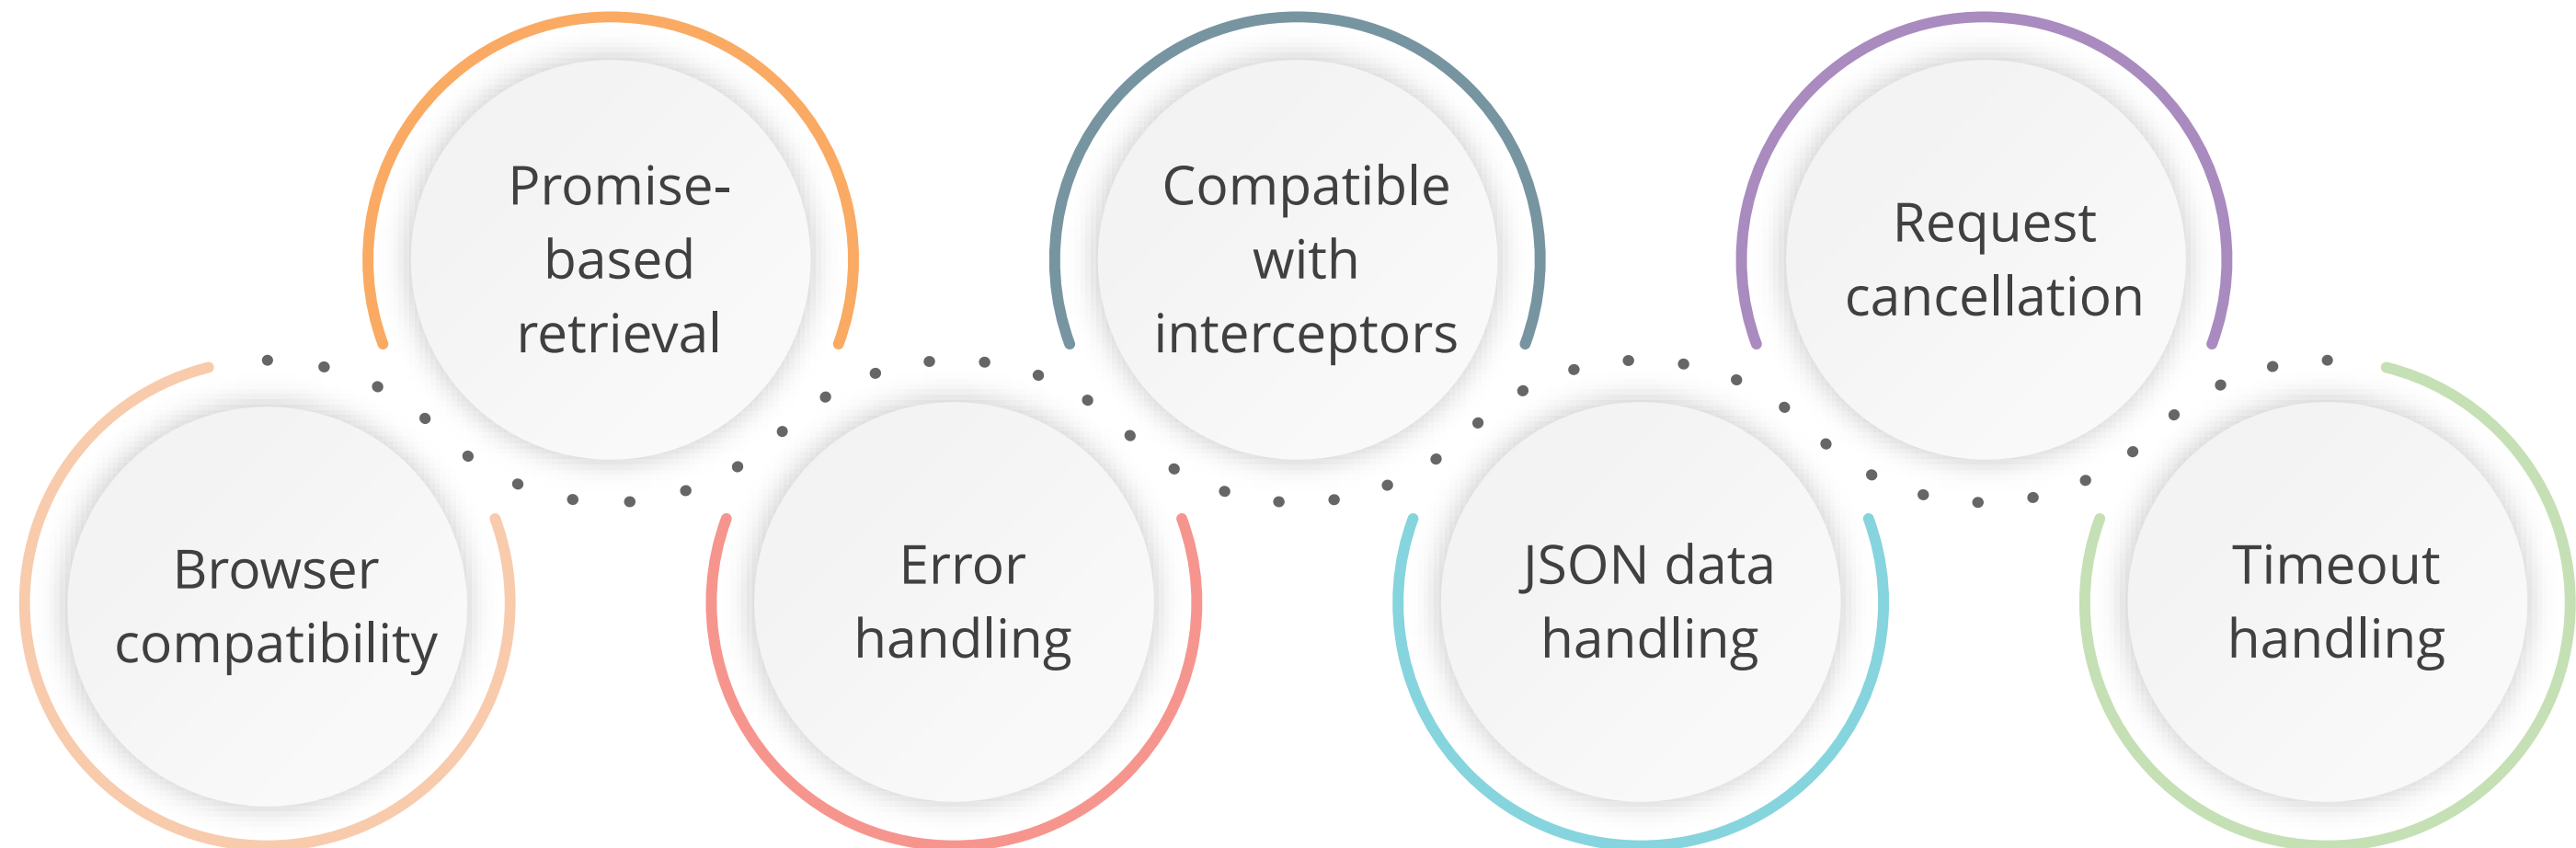 Browser
compatibility
Promise-
based
retrieval
Error
handling
Compatible
with
interceptors
JSON data
handling
Request
cancellation
Timeout
handling